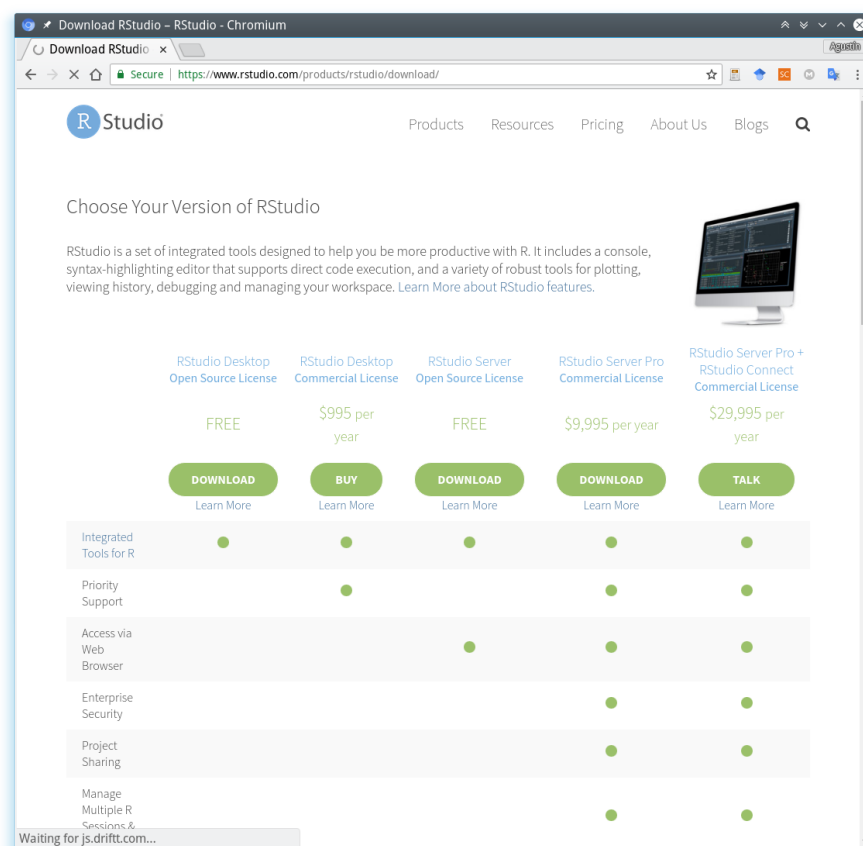 Download RStudio – RStudio - Chromium
Download RStudio
Agustin
Secure | https://www.rstudio.com/products/rstudio/download/
SC
R Studio
Products Resources Pricing About Us Blogs
Choose Your Version of RStudio
RStudio is a set of integrated tools designed to help you be more productive with R. It includes a console,
syntax-highlighting editor that supports direct code execution, and a variety of robust tools for plotting,
viewing history, debugging and managing your workspace. Learn More about RStudio features.
RStudio Desktop
Open Source License
FREE
DOWNLOAD
Learn More
RStudio Desktop
Commercial License
$995 per
year
BUY
Learn More
RStudio Server
Open Source License
FREE
DOWNLOAD
Learn More
RStudio Server Pro
Commercial License
$9,995 per year
DOWNLOAD
Learn More
RStudio Server Pro +
RStudio Connect
Commercial License
$29,995 per
year
TALK
Learn More
Integrated
Tools for R
Priority
Support
Access via
Web
Browser
Enterprise
Security
Project
Sharing
Manage
Multiple R
Sessions &
Waiting for js.driftt.com...